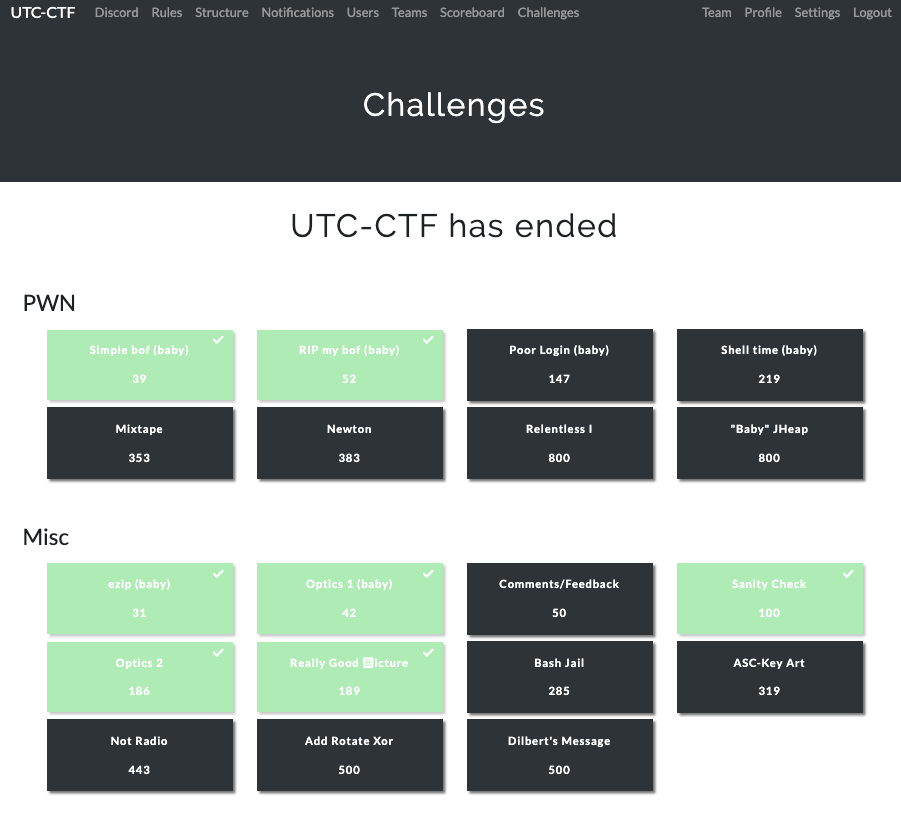 UTC-CTF Discord Rules Structure Notifications Users Teams Scoreboard Challenges Team Profile Settings Logout
Challenges
UTC-CTF has ended
PWN
Simple bof (baby) RIP my bof (baby) Poor Login (baby) Shell time (baby)
39 52 147 219
Mixtape Newton Relentless I "Baby" JHeap
353 383 800 800
Misc
ezip (baby) Optics 1 (baby) Comments/Feedback Sanity Check
31 42 50 100
Optics 2 Really Good 🅱icture Bash Jail ASC-Key Art
186 189 285 319
Not Radio Add Rotate Xor Dilbert's Message
443 500 500